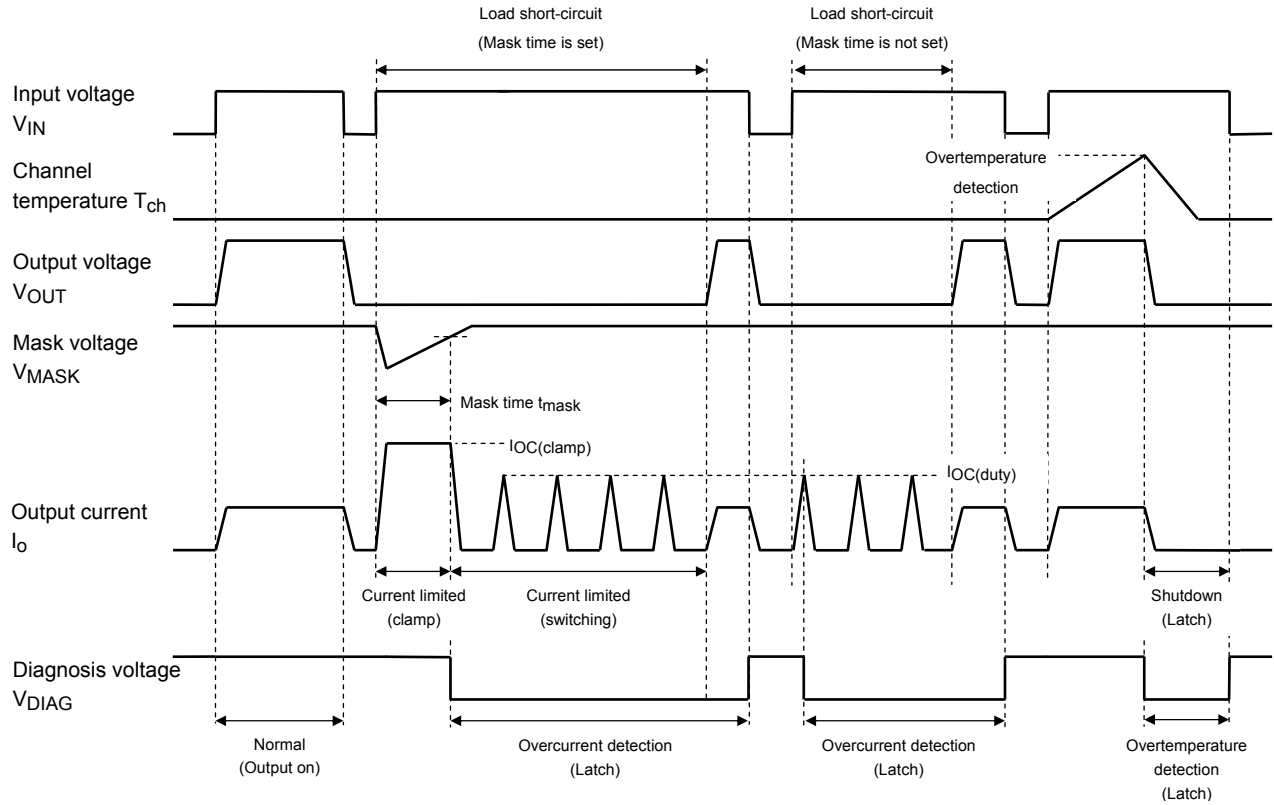 Load short-circuit
(Mask time is set)
Load short-circuit
(Mask time is not set)
Input voltage
VIN
Overtemperature
detection
Channel
temperature Tch
Output voltage
VOUT
Mask voltage
VMASK
Mask time tmask
IOC(clamp)
IOC(duty)
Output current
Io
Current limited
(clamp)
Current limited
(switching)
Shutdown
(Latch)
Diagnosis voltage
VDIAG
Normal
(Output on)
Overcurrent detection
(Latch)
Overcurrent detection
(Latch)
Overtemperature
detection
(Latch)